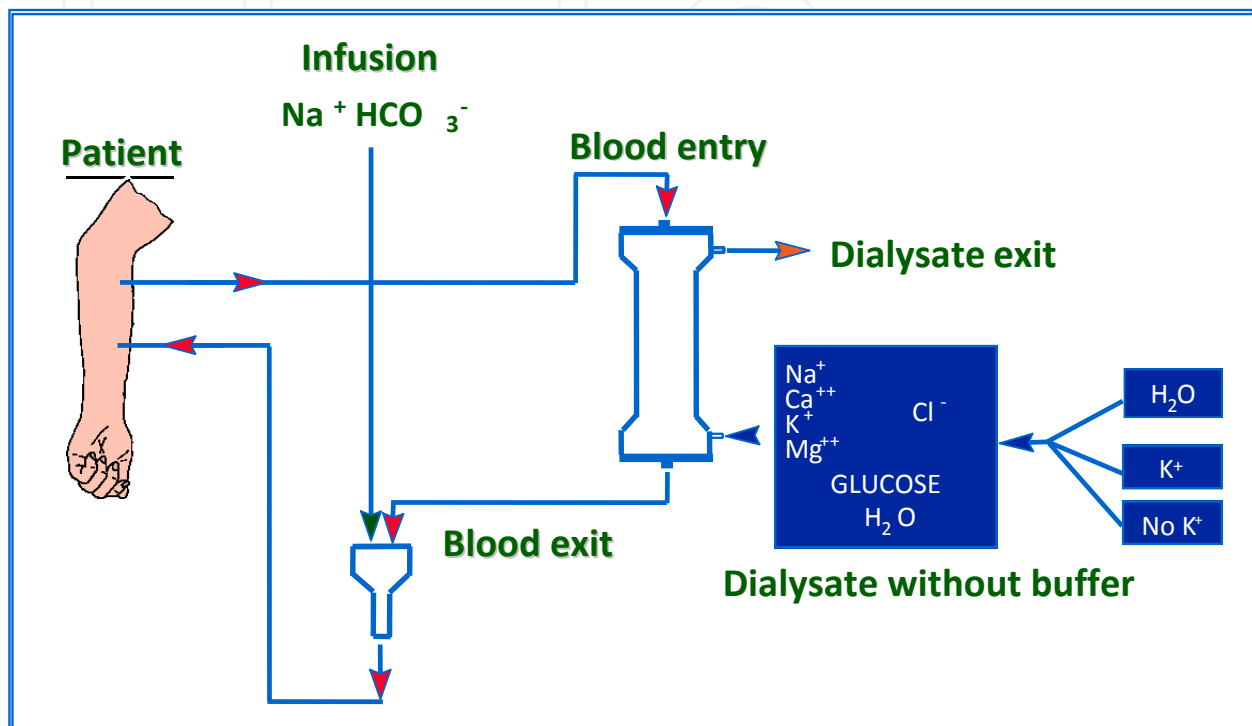 Infusion
Na + HCO 3-
Patient
Blood entry
Dialysate exit
Na+
Ca++
K+
Mg++
Cl -
GLUCOSE
H2 O
H2O
K+
No K+
Blood exit
Dialysate without buffer